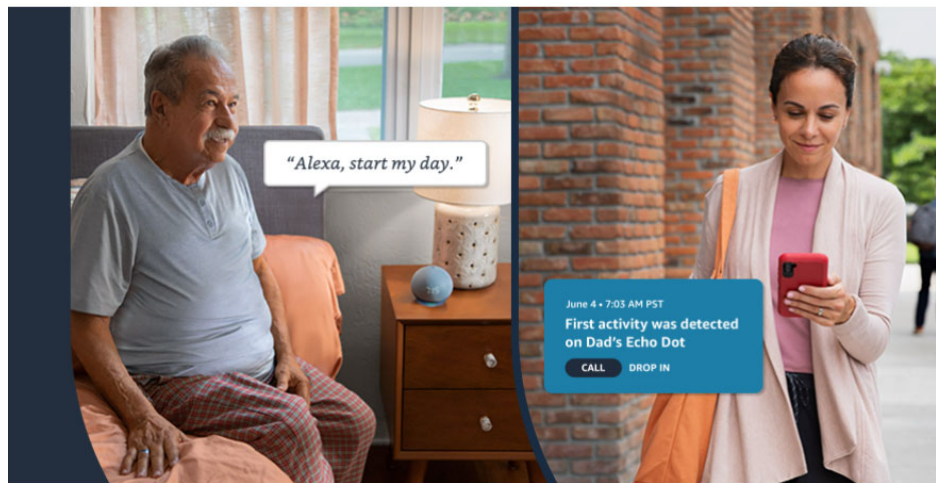 “Alexa, start my day.”
June 4 • 7:03 AM PST
First activity was detected
on Dad's Echo Dot
CALL DROP IN